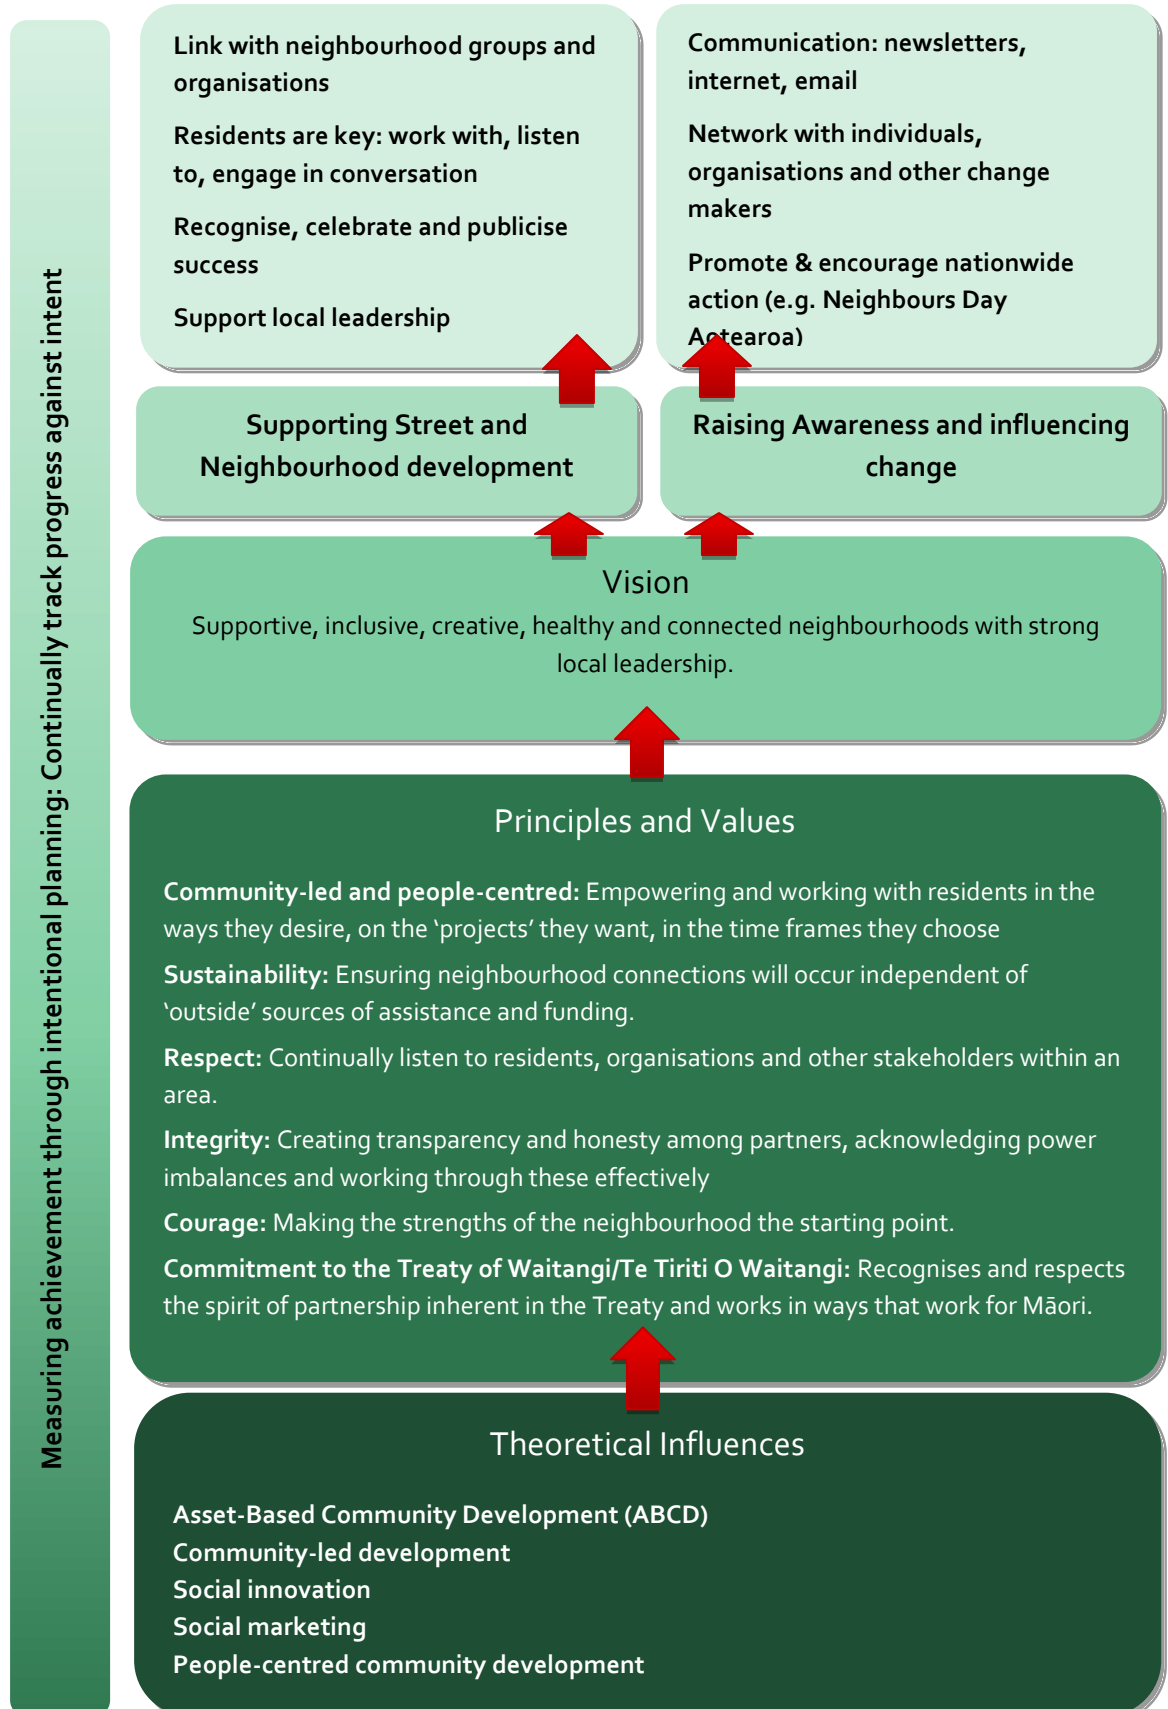 Measuring achievement through intentional planning: Continually track progress against intent
Link with neighbourhood groups and
organisations
Residents are key: work with, listen
to, engage in conversation
Recognise, celebrate and publicise
success
Support local leadership
Communication: newsletters,
internet, email
Network with individuals,
organisations and other change
makers
Promote & encourage nationwide
action (e.g. Neighbours Day
Aotearoa)
Supporting Street and
Neighbourhood development
Raising Awareness and influencing
change
Vision
Supportive, inclusive, creative, healthy and connected neighbourhoods with strong
local leadership.
Principles and Values
Community-led and people-centred: Empowering and working with residents in the
ways they desire, on the ‘projects’ they want, in the time frames they choose
Sustainability: Ensuring neighbourhood connections will occur independent of
‘outside’ sources of assistance and funding.
Respect: Continually listen to residents, organisations and other stakeholders within an
area.
Integrity: Creating transparency and honesty among partners, acknowledging power
imbalances and working through these effectively
Courage: Making the strengths of the neighbourhood the starting point.
Commitment to the Treaty of Waitangi/Te Tiriti O Waitangi: Recognises and respects
the spirit of partnership inherent in the Treaty and works in ways that work for Māori.
Theoretical Influences
Asset-Based Community Development (ABCD)
Community-led development
Social innovation
Social marketing
People-centred community development